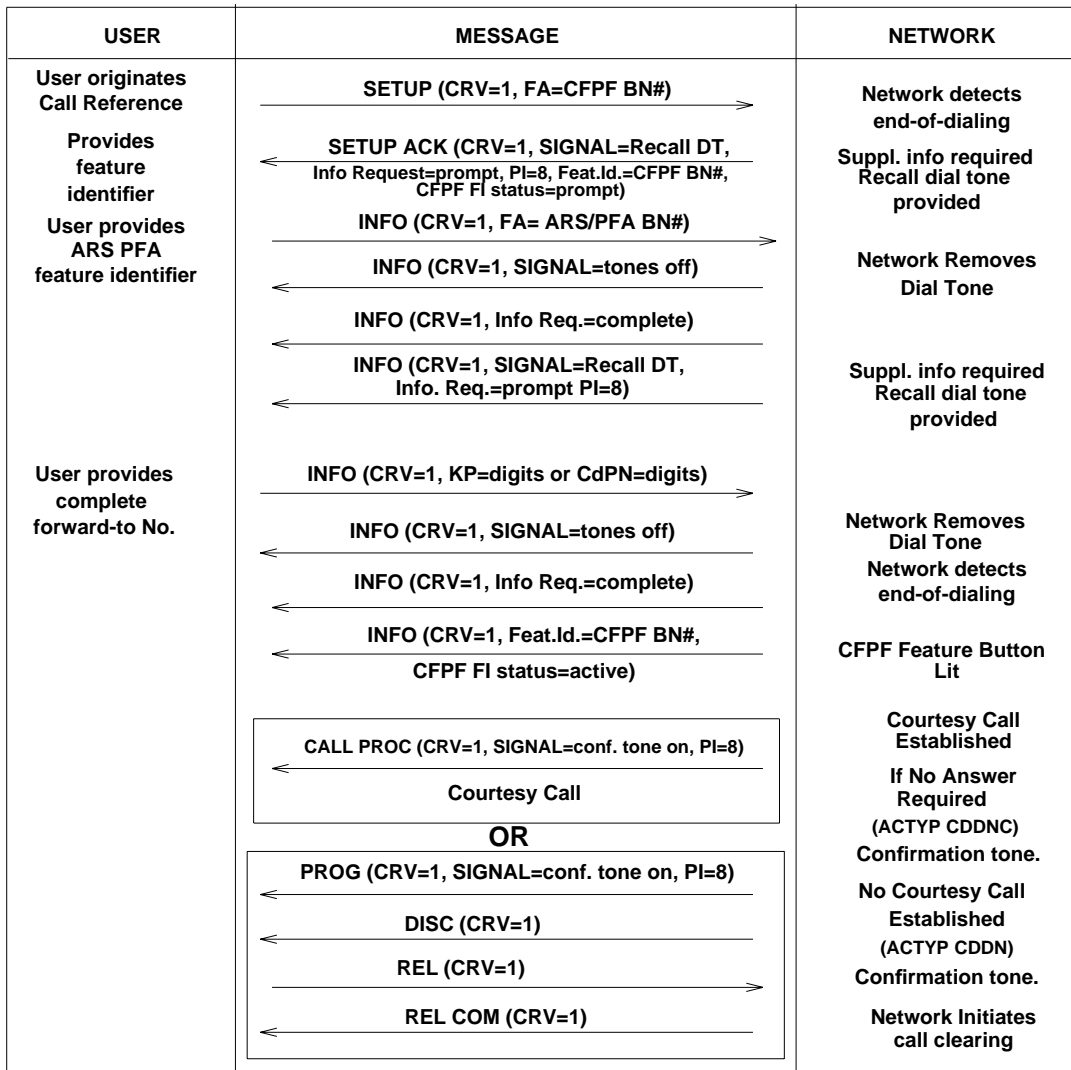 USER
MESSAGE
NETWORK
User originates
Call Reference
SETUP (CRV=1, FA=CFPF BN#)
Network detects
end-of-dialing
Provides
feature
identifier
SETUP ACK (CRV=1, SIGNAL=Recall DT,
Info Request=prompt, PI=8, Feat.Id.=CFPF BN#,
CFPF FI status=prompt)
Suppl. info required
Recall dial tone
provided
User provides
ARS PFA
feature identifier
INFO (CRV=1, FA= ARS/PFA BN#)
INFO (CRV=1, SIGNAL=tones off)
Network Removes
Dial Tone
INFO (CRV=1, Info Req.=complete)
INFO (CRV=1, SIGNAL=Recall DT,
Info. Req.=prompt PI=8)
Suppl. info required
Recall dial tone
provided
User provides
complete
forward-to No.
INFO (CRV=1, KP=digits or CdPN=digits)
INFO (CRV=1, SIGNAL=tones off)
Network Removes
Dial Tone
INFO (CRV=1, Info Req.=complete)
Network detects
end-of-dialing
INFO (CRV=1, Feat.Id.=CFPF BN#,
CFPF FI status=active)
CFPF Feature Button
Lit
CALL PROC (CRV=1, SIGNAL=conf. tone on, PI=8)
Courtesy Call
Courtesy Call
Established
If No Answer
Required
(ACTYP CDDNC)
Confirmation tone.
OR
PROG (CRV=1, SIGNAL=conf. tone on, PI=8)
DISC (CRV=1)
REL (CRV=1)
REL COM (CRV=1)
No Courtesy Call
Established
(ACTYP CDDN)
Confirmation tone.
Network Initiates
call clearing